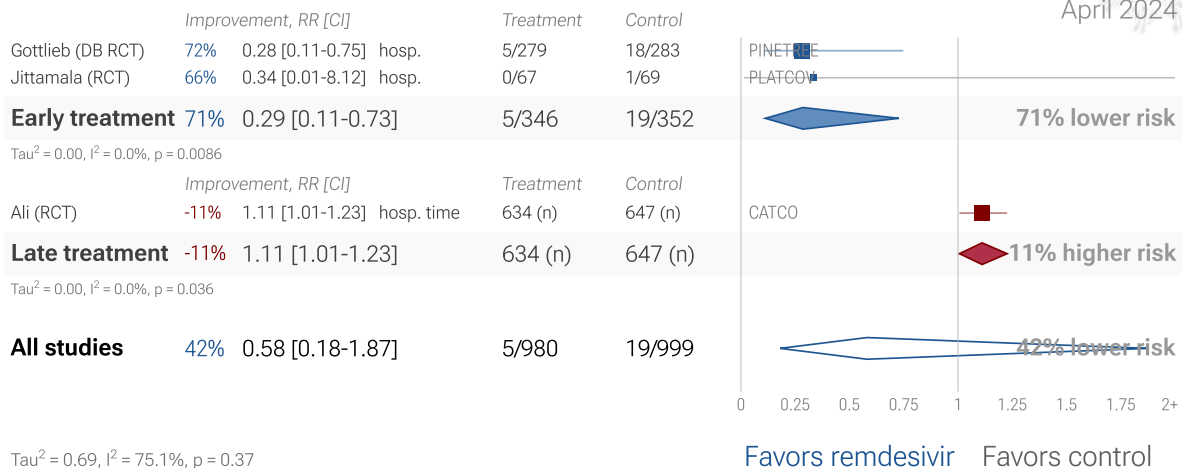 April 2024
Improvement, RR [CI] Treatment Control
Gottlieb (DB RCT) 72% 0.28 [0.11-0.75] hosp. 5/279 18/283 PINETREE
Jittamala (RCT) 66% 0.34 [0.01-8.12] hosp. 0/67 1/69 PLATCOV
Early treatment 71% 0.29 [0.11-0.73] 5/346 19/352 71% lower risk
Tau² = 0.00, I² = 0.0%, p = 0.0086
Improvement, RR [CI] Treatment Control
Ali (RCT) -11% 1.11 [1.01-1.23] hosp. time 634 (n) 647 (n) CATCO
Late treatment -11% 1.11 [1.01-1.23] 634 (n) 647 (n) 11% higher risk
Tau² = 0.00, I² = 0.0%, p = 0.036
All studies 42% 0.58 [0.18-1.87] 5/980 19/999 42% lower risk
0 0.25 0.5 0.75 1 1.25 1.5 1.75 2+
Tau² = 0.69, I² = 75.1%, p = 0.37 Favors remdesivir Favors control